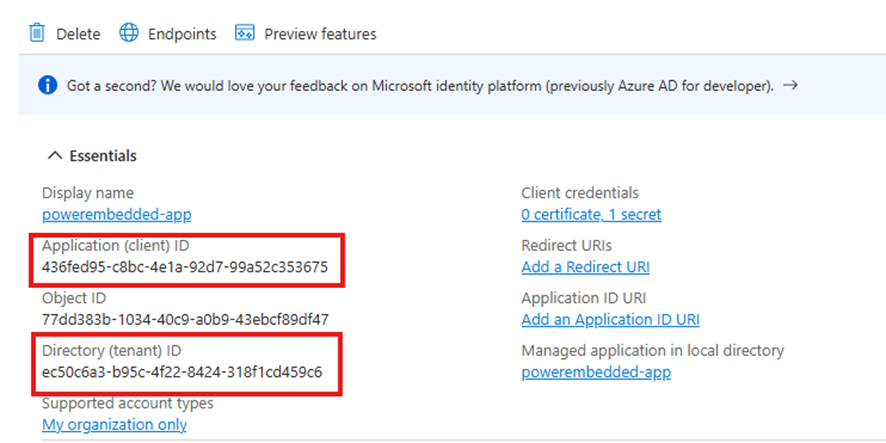 Delete Endpoints Preview features
Got a second? We would love your feedback on Microsoft identity platform (previously Azure AD for developer).
Essentials
Display name
powerembedded-app
Application (client) ID
436fed95-c8bc-4e1a-92d7-99a52c353675
Object ID
77dd383b-1034-40c9-a0b9-43ebcf89df47
Directory (tenant) ID
ec50c6a3-b95c-4f22-8424-318f1cd459c6
Supported account types
My organization only
Client credentials
0 certificate, 1 secret
Redirect URIs
Add a Redirect URI
Application ID URI
Add an Application ID URI
Managed application in local directory
powerembedded-app